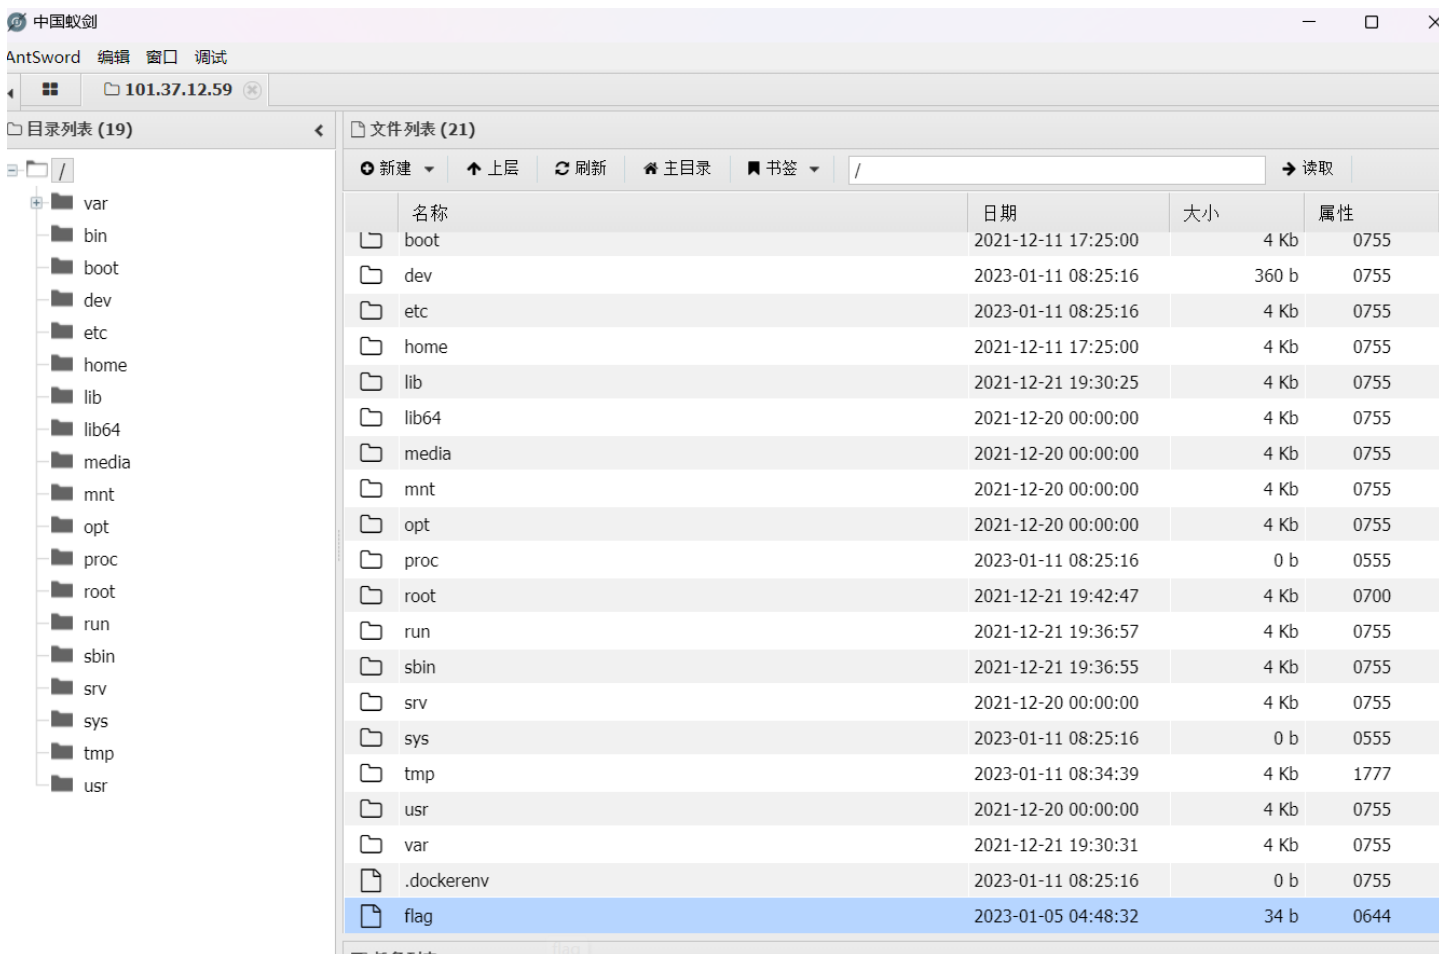 中国蚁剑
AntSword 编辑 窗口 调试
101.37.12.59
目录列表 (19)
文件列表 (21)
新建 上层 刷新 主目录 书签 / 读取
/
var
bin
boot
dev
etc
home
lib
lib64
media
mnt
opt
proc
root
run
sbin
srv
sys
tmp
usr
名称 日期 大小 属性
boot 2021-12-11 17:25:00 4 Kb 0755
dev 2023-01-11 08:25:16 360 b 0755
etc 2023-01-11 08:25:16 4 Kb 0755
home 2021-12-11 17:25:00 4 Kb 0755
lib 2021-12-21 19:30:25 4 Kb 0755
lib64 2021-12-20 00:00:00 4 Kb 0755
media 2021-12-20 00:00:00 4 Kb 0755
mnt 2021-12-20 00:00:00 4 Kb 0755
opt 2021-12-20 00:00:00 4 Kb 0755
proc 2023-01-11 08:25:16 0 b 0555
root 2021-12-21 19:42:47 4 Kb 0700
run 2021-12-21 19:36:57 4 Kb 0755
sbin 2021-12-21 19:36:55 4 Kb 0755
srv 2021-12-20 00:00:00 4 Kb 0755
sys 2023-01-11 08:25:16 0 b 0555
tmp 2023-01-11 08:34:39 4 Kb 1777
usr 2021-12-20 00:00:00 4 Kb 0755
var 2021-12-21 19:30:31 4 Kb 0755
.dockerenv 2023-01-11 08:25:16 0 b 0755
flag 2023-01-05 04:48:32 34 b 0644
flag